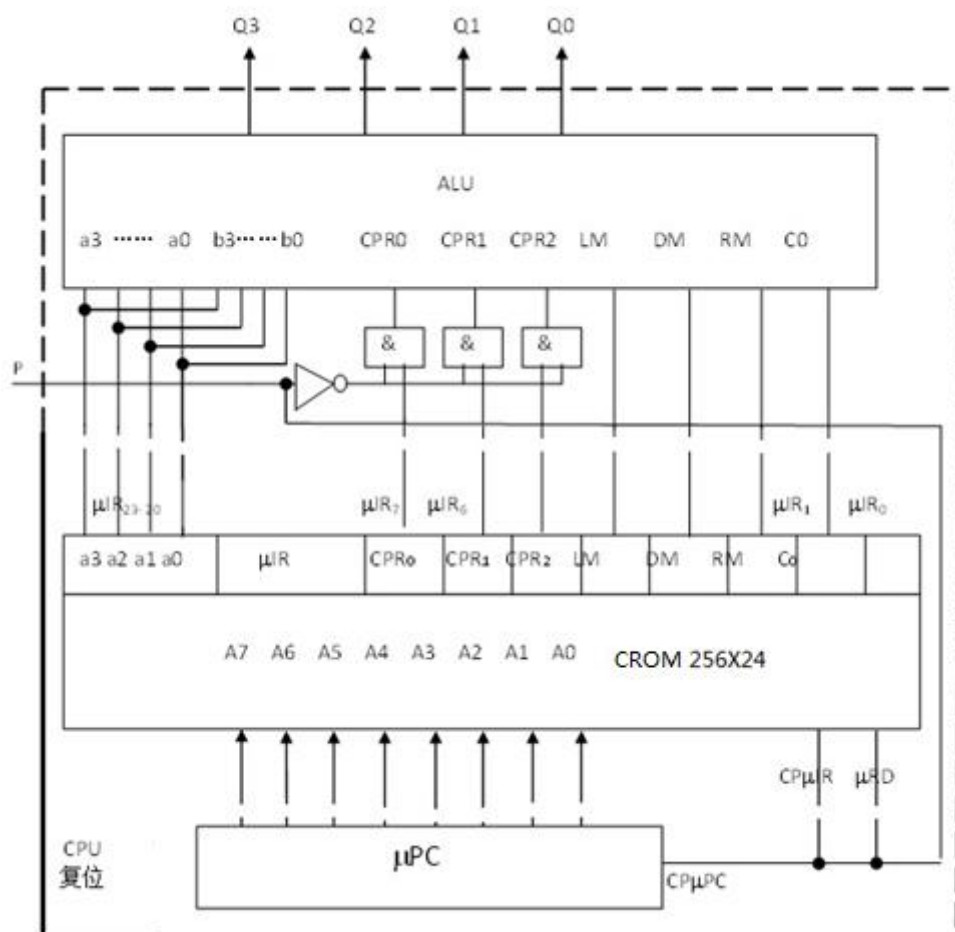 Q3 Q2 Q1 Q0
ALU
a3 …… a0 b3…… b0 CPR0 CPR1 CPR2 LM DM RM C0
& & &
P
μIR₂₃₋₂₀ μIR₇ μIR₆ μIR₁ μIR₀
a3 a2 a1 a0 μIR CPR₀ CPR₁ CPR₂ LM DM RM C₀
A7 A6 A5 A4 A3 A2 A1 A0 CROM 256X24
CPμIR μRD
CPU
复位
μPC
CPμPC